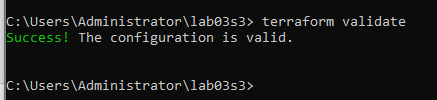 C:\Users\Administrator\lab03s3> terraform validate
Success! The configuration is valid.
C:\Users\Administrator\lab03s3>